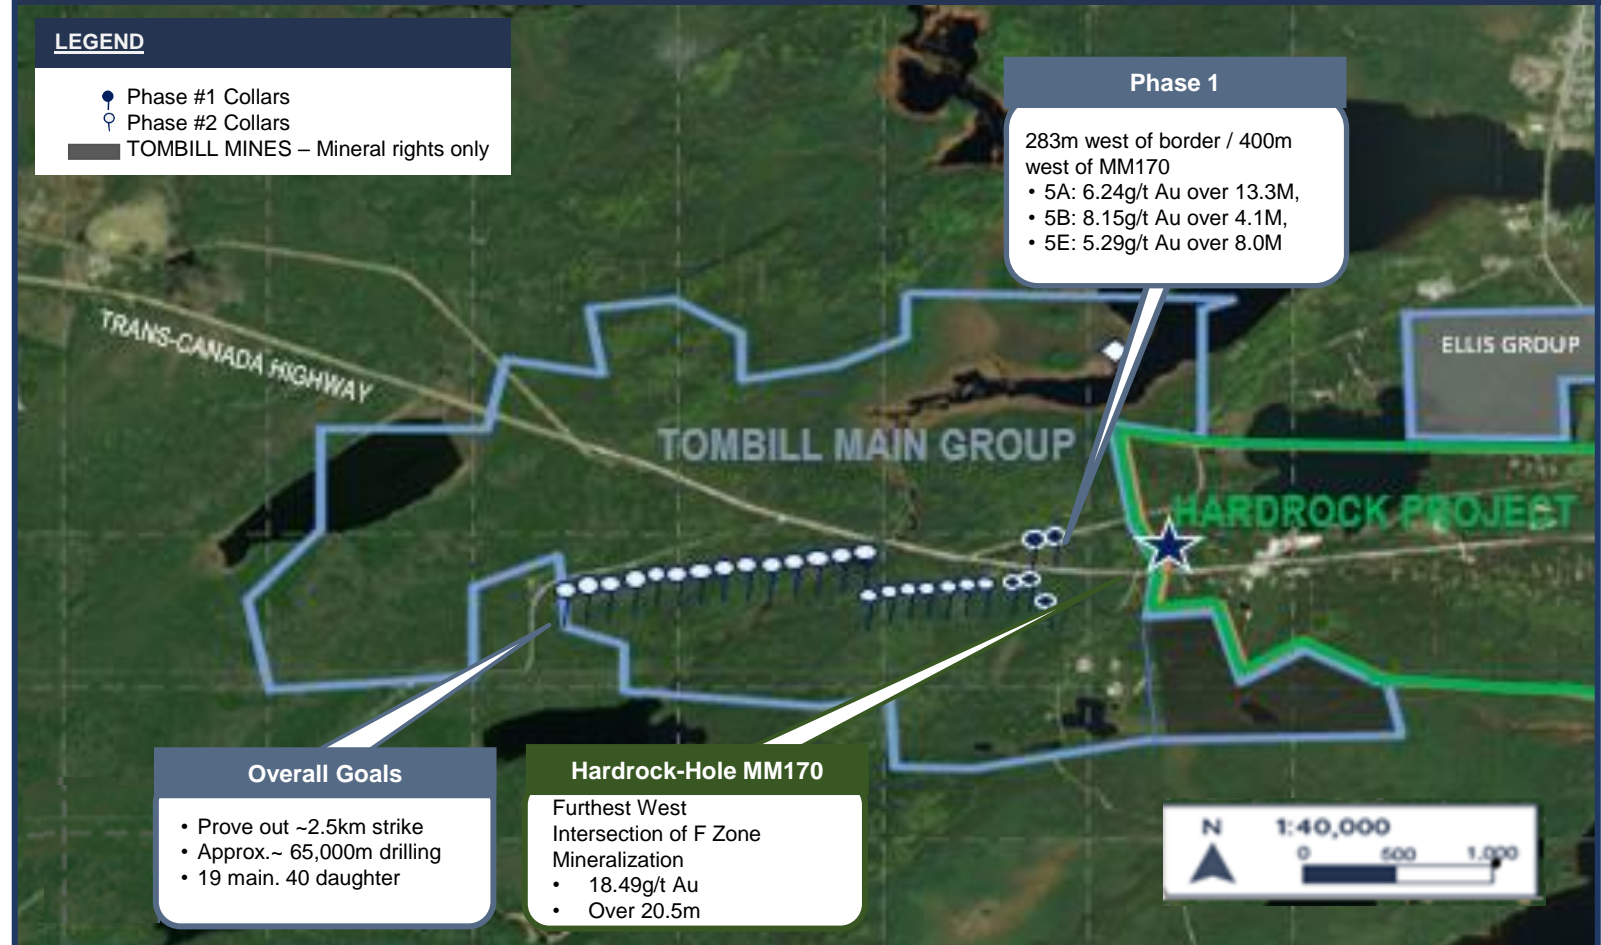 LEGEND
Phase #1 Collars
Phase #2 Collars
TOMBILL MINES – Mineral rights only
Phase 1
283m west of border / 400m
west of MM170
• 5A: 6.24g/t Au over 13.3M,
• 5B: 8.15g/t Au over 4.1M,
• 5E: 5.29g/t Au over 8.0M
TRANS-CANADA HIGHWAY
ELLIS GROUP
TOMBILL MAIN GROUP
HARDROCK PROJECT
Overall Goals
• Prove out ~2.5km strike
• Approx.~ 65,000m drilling
• 19 main. 40 daughter
Hardrock-Hole MM170
Furthest West
Intersection of F Zone
Mineralization
• 18.49g/t Au
• Over 20.5m
N
1:40,000
0 500 1,000